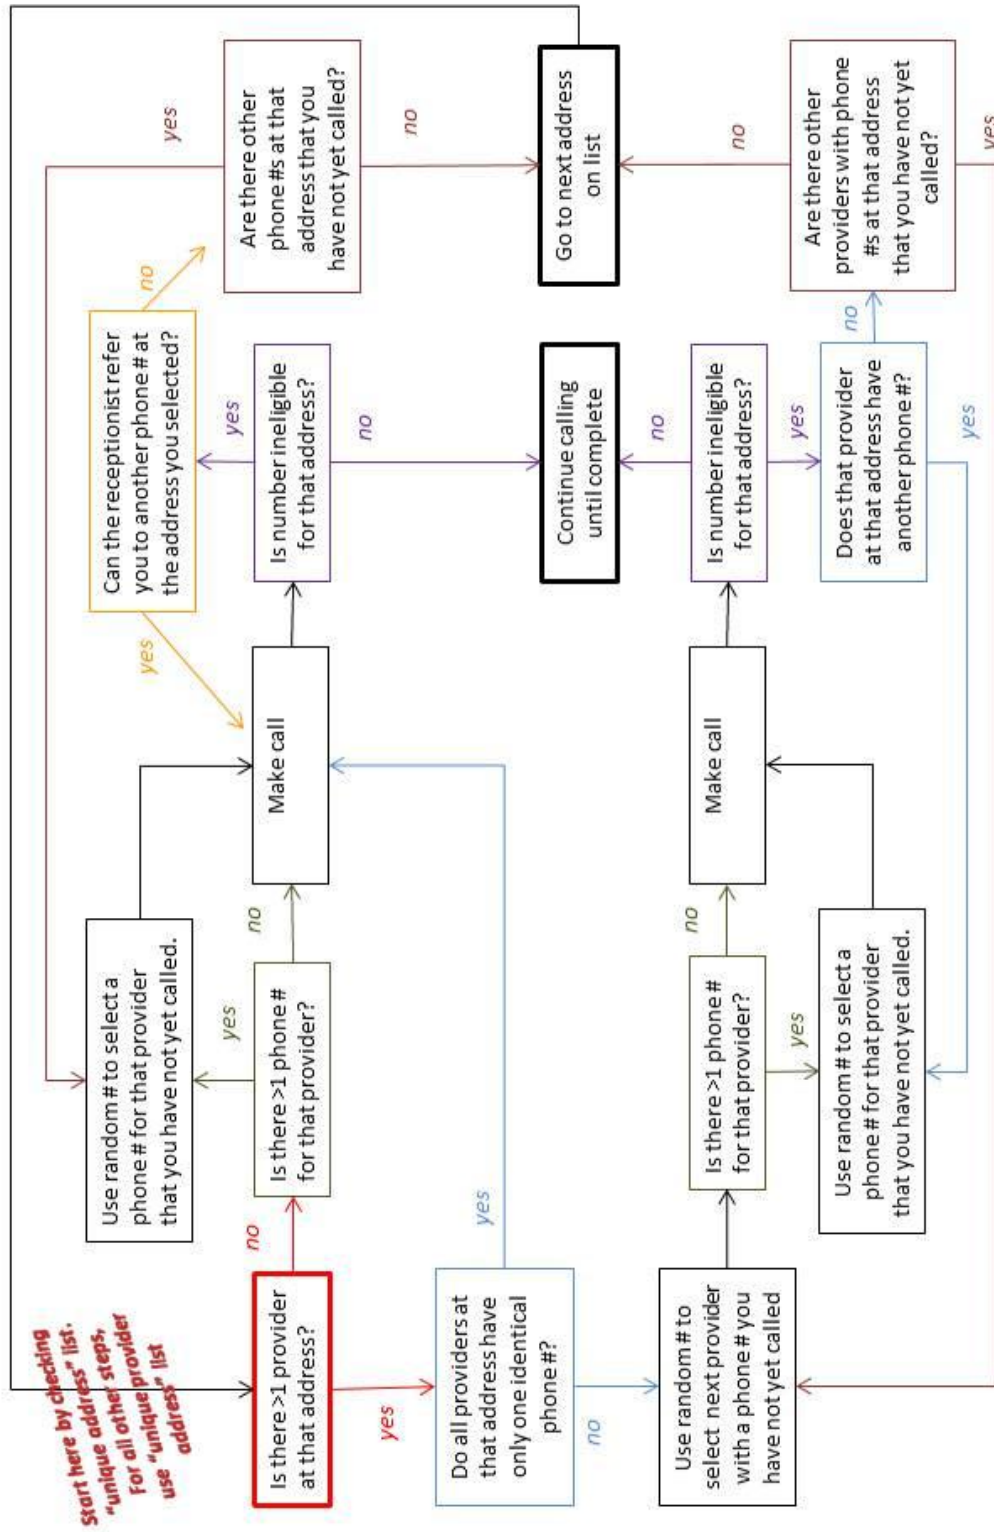 Start here by checking
"unique address" list.
For all other steps,
use "unique provider
address" list
Is there >1 provider
at that address?
no
yes
Is there >1 phone #
for that provider?
yes
no
Use random # to select a
phone # for that provider
that you have not yet called.
Make call
Is number ineligible
for that address?
yes
no
Can the receptionist refer
you to another phone # at
the address you selected?
yes
no
Are there other
phone #s at that
address that you
have not yet called?
yes
no
Do all providers at
that address have
only one identical
phone #?
yes
no
Continue calling
until complete
Go to next address
on list
Use random # to
select next provider
with a phone # you
have not yet called
Is there >1 phone #
for that provider?
no
yes
Use random # to select a
phone # for that provider
that you have not yet called.
Make call
Is number ineligible
for that address?
no
yes
Does that provider
at that address have
another phone #?
no
yes
Are there other
providers with phone
#s at that address
that you have not yet
called?
no
yes